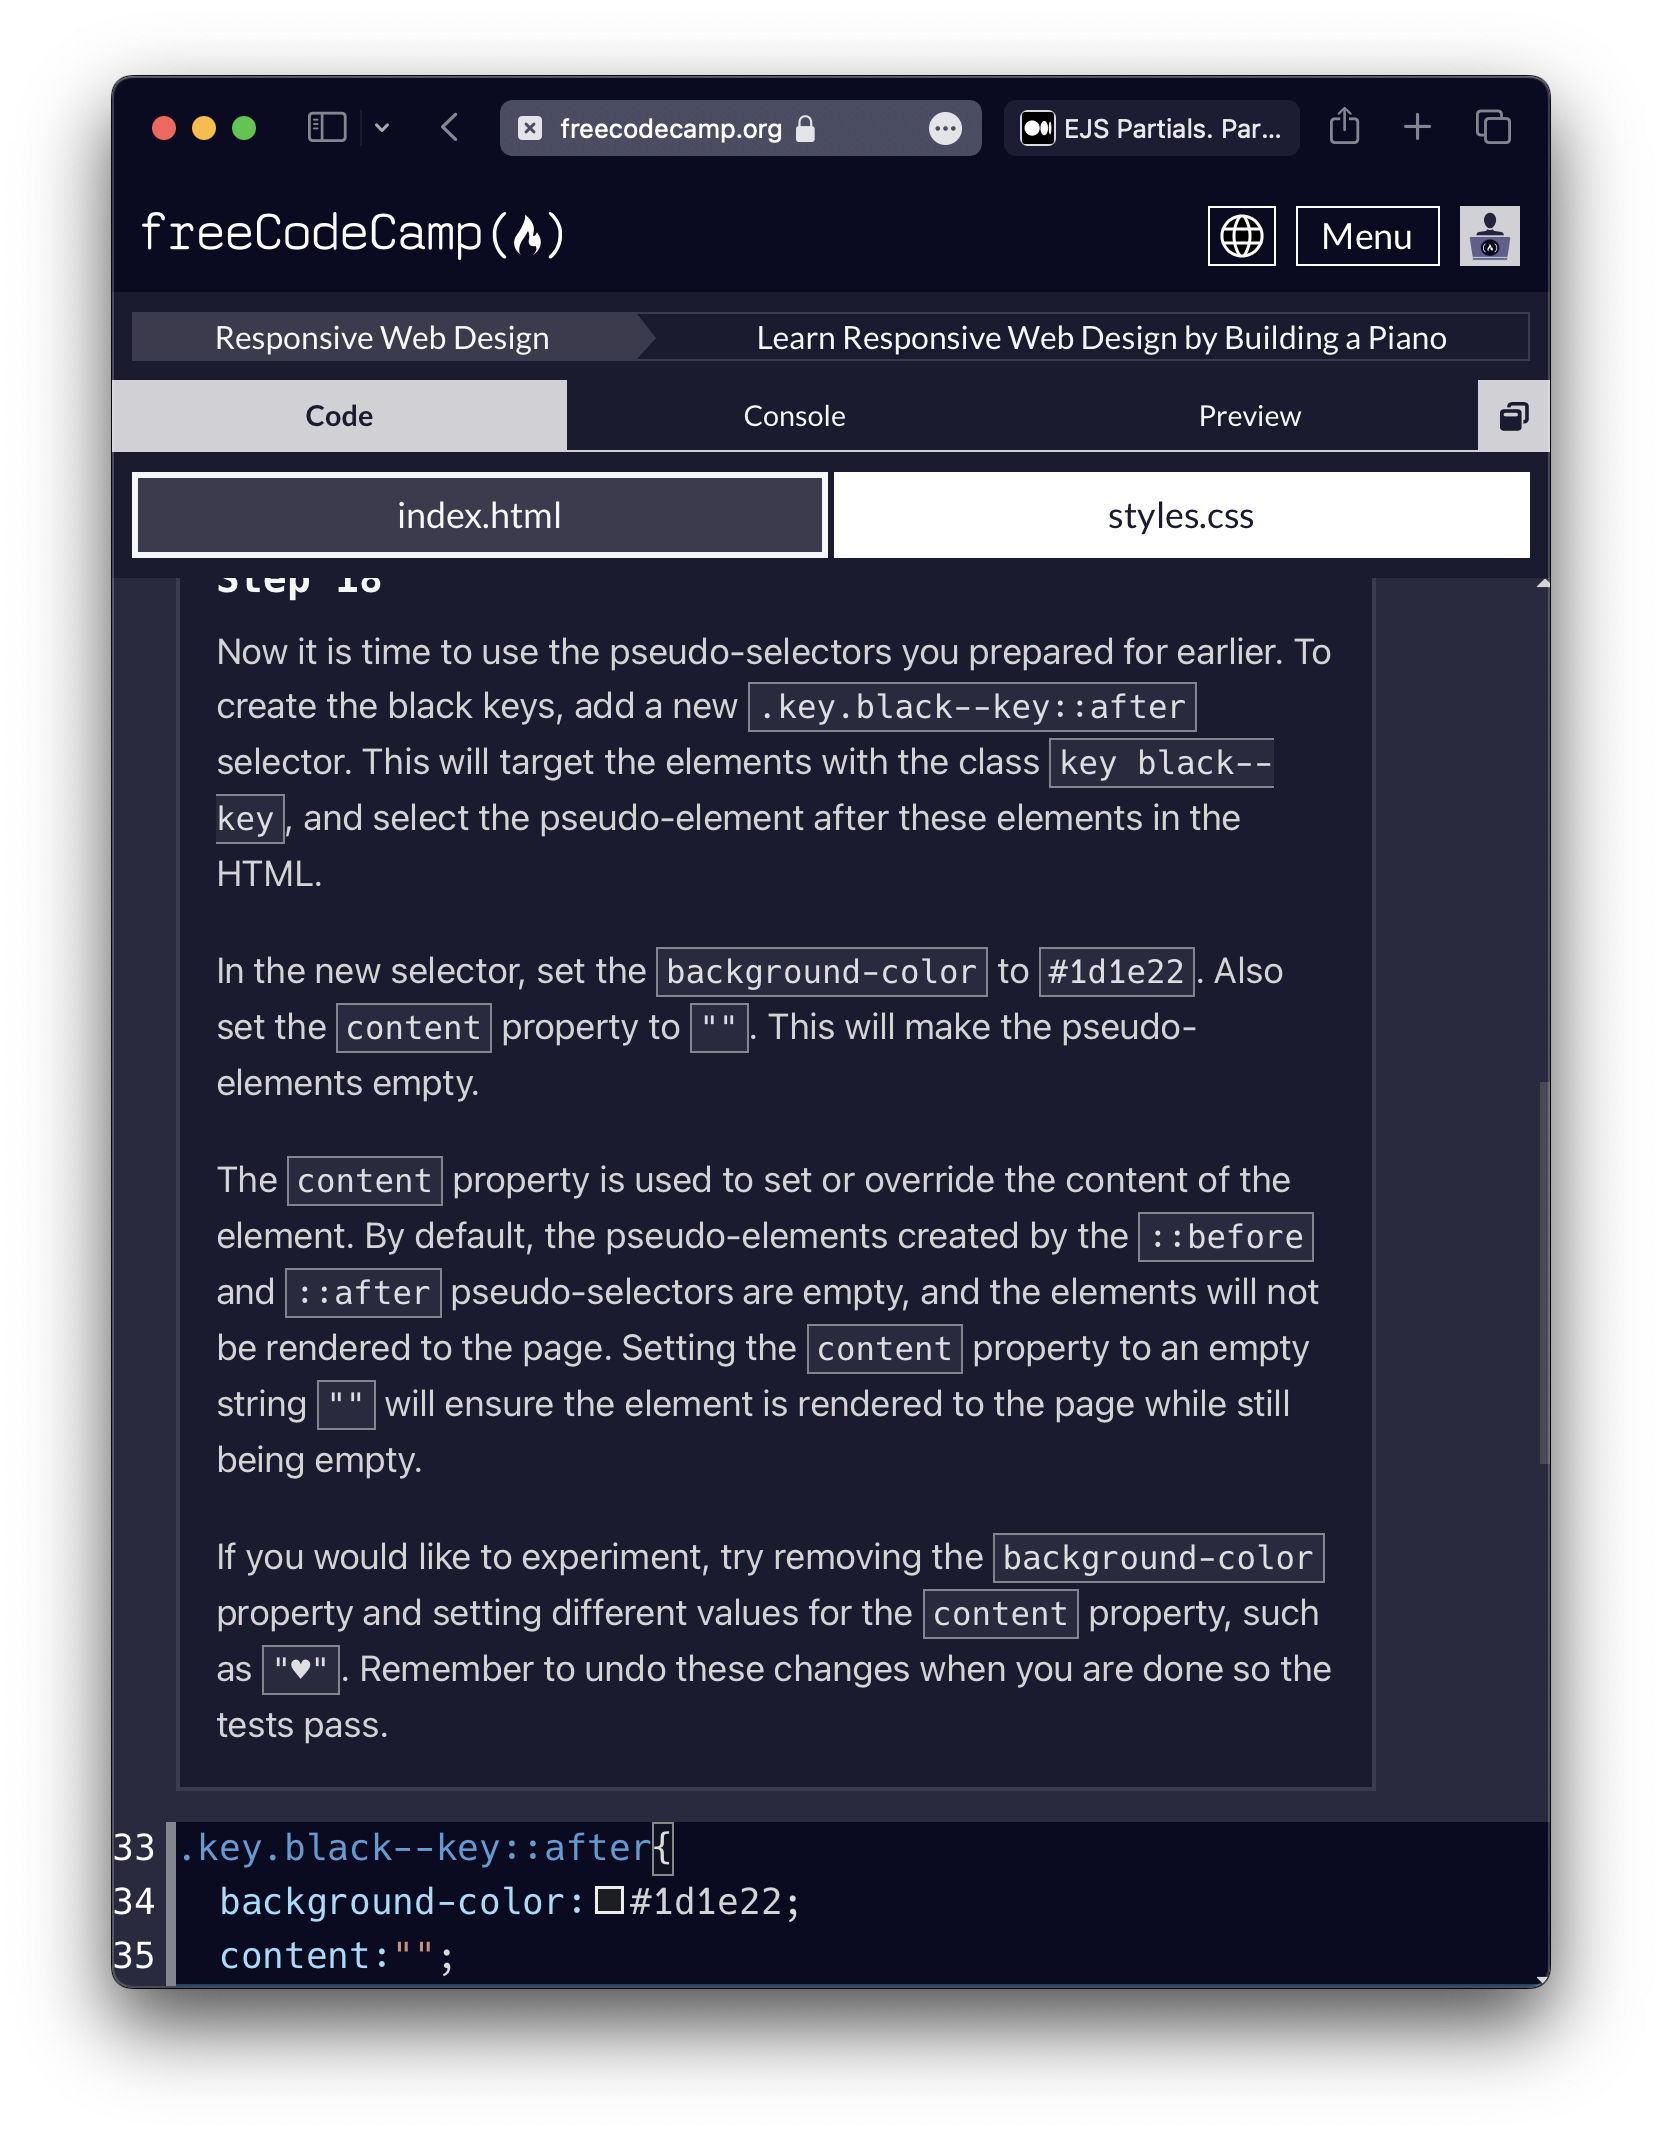 freecodecamp.org
EJS Partials. Par...
freeCodeCamp
Menu
Responsive Web Design
Learn Responsive Web Design by Building a Piano
Code
Console
Preview
index.html
styles.css
Step 18
Now it is time to use the pseudo-selectors you prepared for earlier. To
create the black keys, add a new .key.black--key::after
selector. This will target the elements with the class key black--
key, and select the pseudo-element after these elements in the
HTML.
In the new selector, set the background-color to #1d1e22. Also
set the content property to "". This will make the pseudo-
elements empty.
The content property is used to set or override the content of the
element. By default, the pseudo-elements created by the ::before
and ::after pseudo-selectors are empty, and the elements will not
be rendered to the page. Setting the content property to an empty
string "" will ensure the element is rendered to the page while still
being empty.
If you would like to experiment, try removing the background-color
property and setting different values for the content property, such
as "♥". Remember to undo these changes when you are done so the
tests pass.
33 .key.black--key::after{
34 background-color:#1d1e22;
35 content:"";